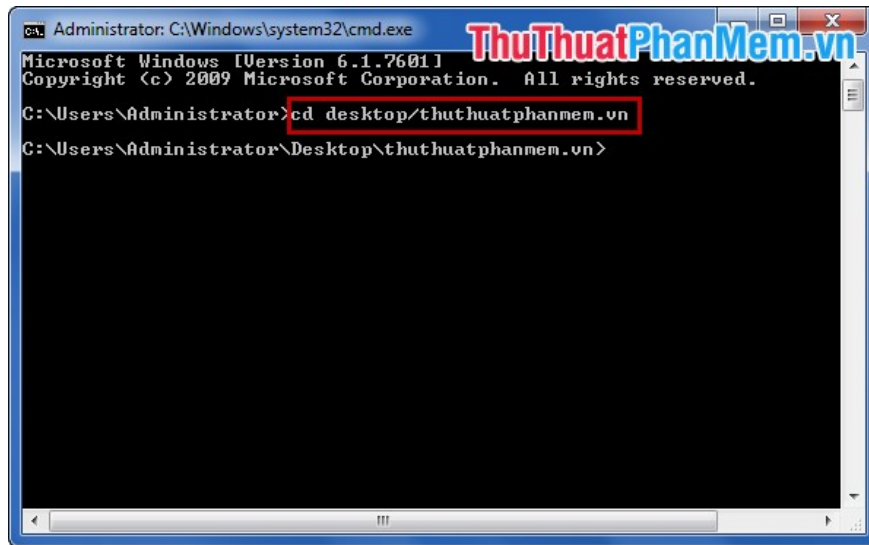 Administrator: C:\Windows\system32\cmd.exe
ThuThuatPhanMem.vn
Microsoft Windows [Version 6.1.7601]
Copyright (c) 2009 Microsoft Corporation.  All rights reserved.
C:\Users\Administrator>cd desktop/thuthuatphanmem.vn
C:\Users\Administrator\Desktop\thuthuatphanmem.vn>